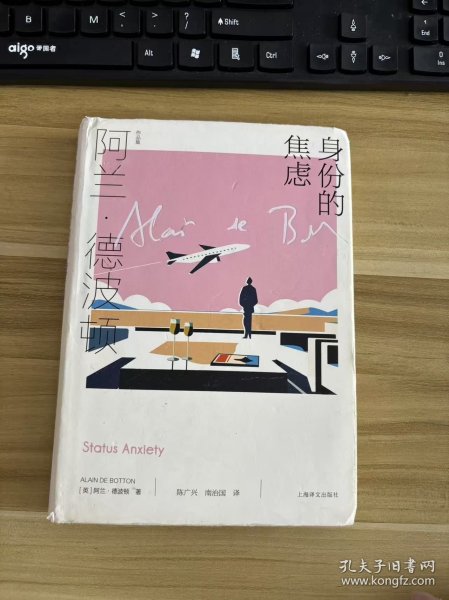 Shift
Enter
Alt
Ctrl
End
0
Ins
aigo 爱国者
身份的
焦虑
阿兰·德波顿
作品集
Alain de B
Status Anxiety
ALAIN DE BOTTON
[英] 阿兰·德波顿 著
陈广兴 南治国 译
上海译文出版社
孔夫子旧书网
www.kongfz.com